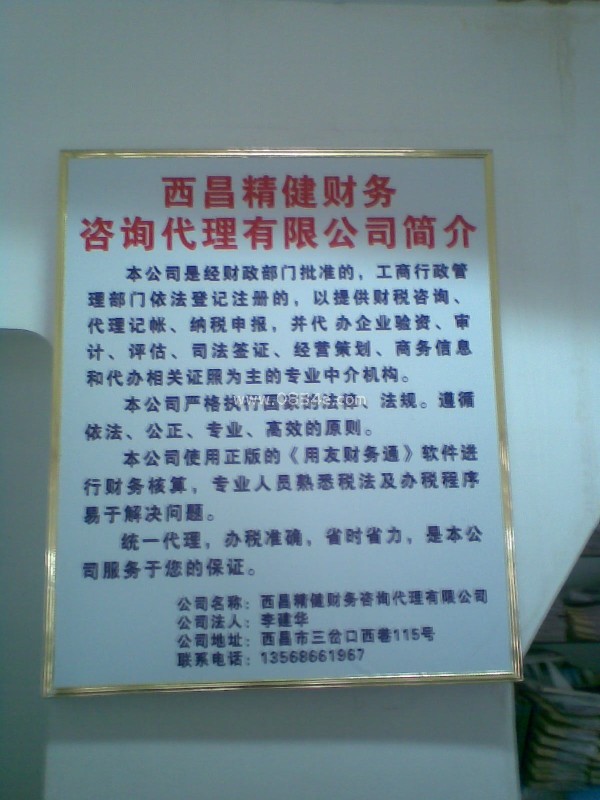 西昌精健财务
咨询代理有限公司简介
本公司是经财政部门批准的，工商行政管
理部门依法登记注册的，以提供财税咨询、
代理记帐、纳税申报，并代 办企业验资、审
计、评估、司法签证、经营策划、商务信息
和代办相关证照为主的专业中介机构。
本公司严格执行国家的法律、法规。遵循
依法、公正、专业、高效的原则。
本公司使用正版的《用友财务通》软件进
行财务核算，专业人员熟悉税法及办税程序
易于解决问题。
统一代理，办税准确，省时省力，是本公
司服务于您的保证。
公司名称：西昌精健财务咨询代理有限公司
公司法人：李建华
公司地址：西昌市三岔口西巷115号
联系电话：13568661967